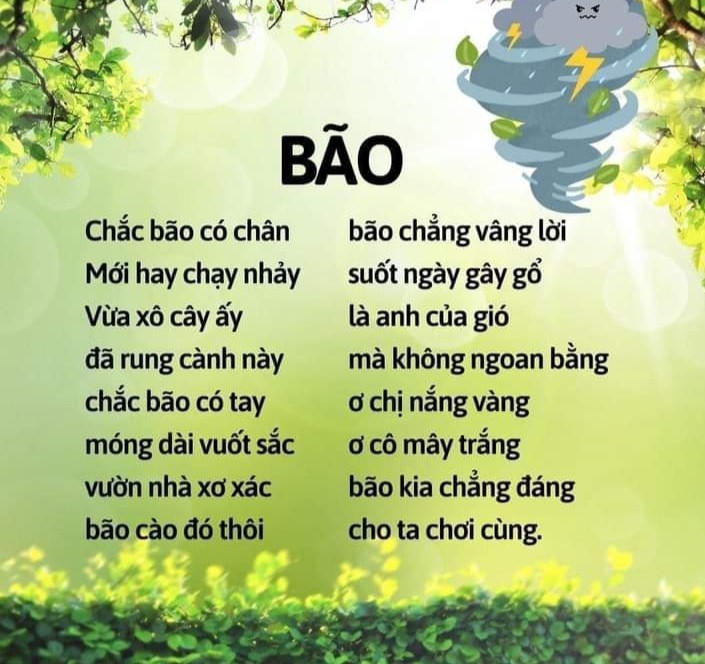 BÃO
Chắc bão có chân
Mới hay chạy nhảy
Vừa xô cây ấy
đã rung cành này
chắc bão có tay
móng dài vuốt sắc
vườn nhà xơ xác
bão cào đó thôi
bão chẳng vâng lời
suốt ngày gây gổ
là anh của gió
mà không ngoan bằng
ơ chị nắng vàng
ơ cô mây trắng
bão kia chẳng đáng
cho ta chơi cùng.